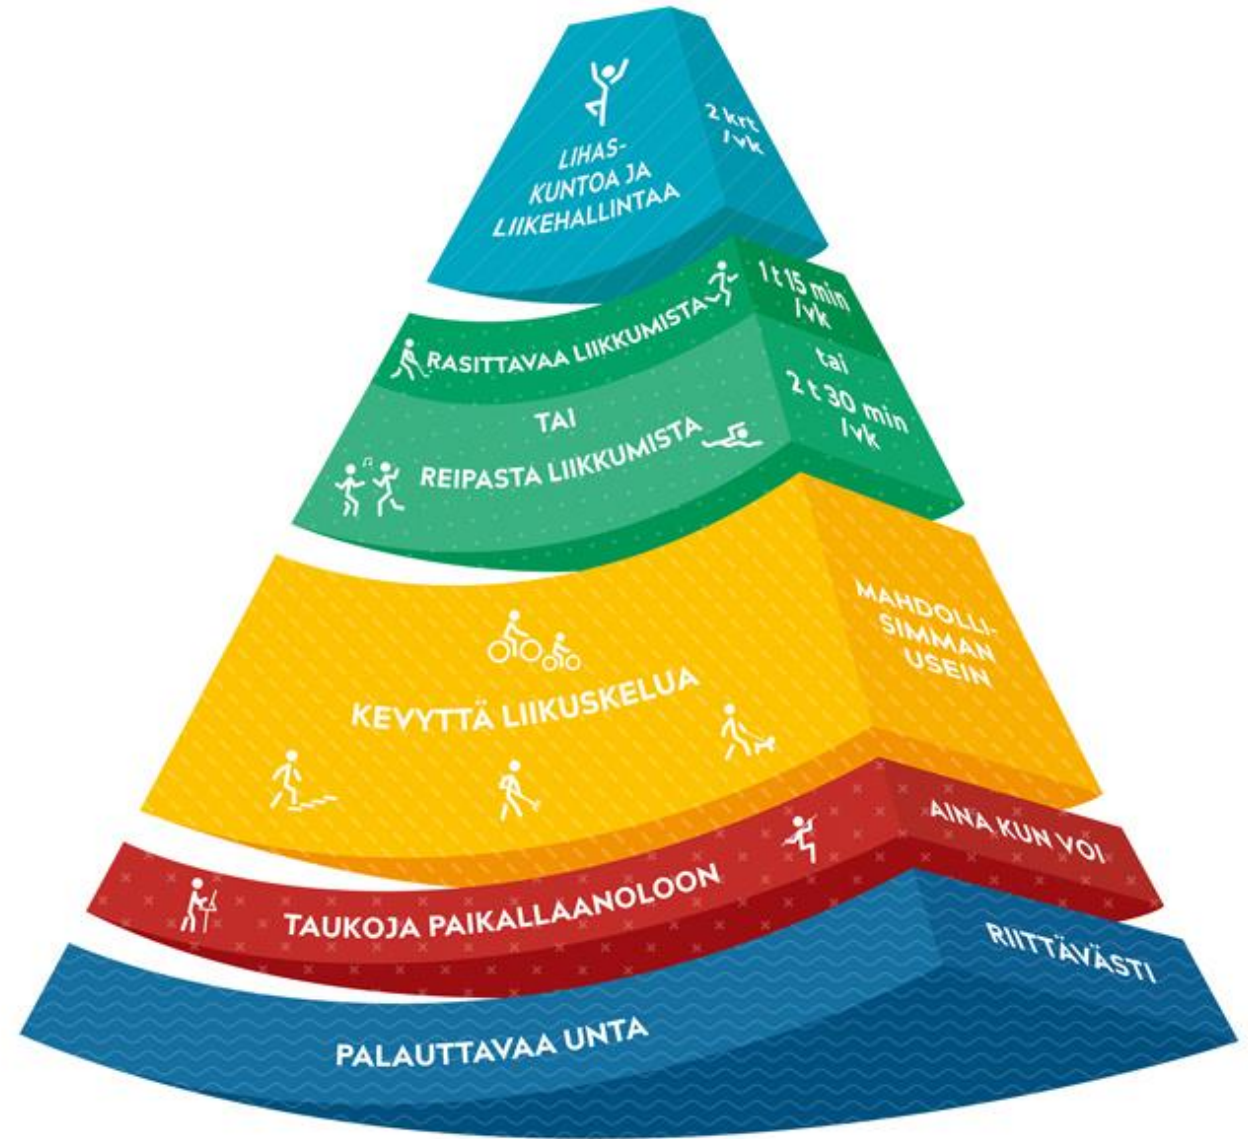 LIHAS-
KUNTOA JA
LIIKEHALLINTAA
2 krt
/vk
RASITTAVAA LIIKKUMISTA
1 t 15 min
/vk
TAI
REIPASTA LIIKKUMISTA
tai
2 t 30 min
/vk
KEVYTTÄ LIIKUSKELUA
MAHDOLLI-
SIMMAN
USEIN
TAUKOJA PAIKALLAANOLOON
AINA KUN VOI
PALAUTTAVAA UNTA
RIITTÄVÄSTI